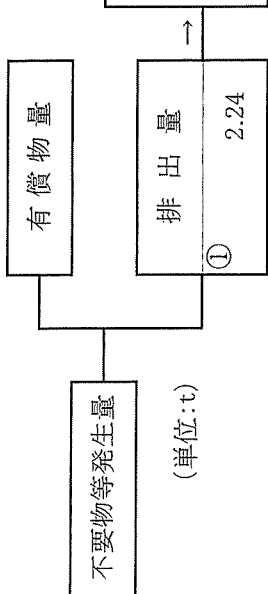 不要物等発生量
(単位:t)
有償物量
排出量
①
2.24
→